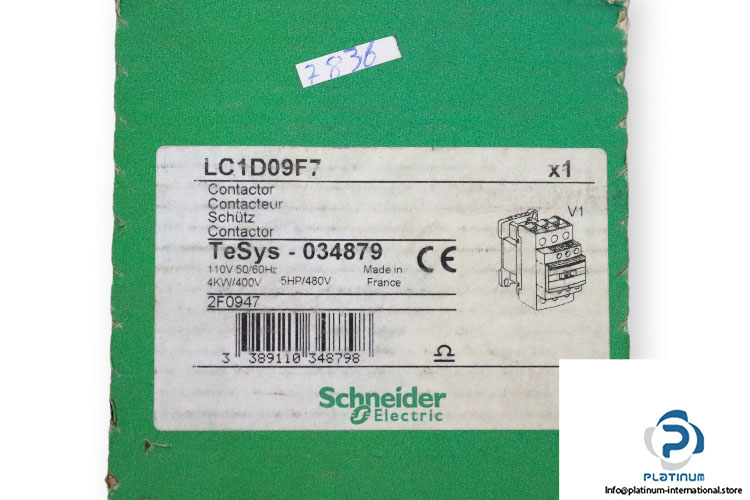 7836
LC1D09F7 x1
Contactor
Contacteur
Schütz
Contactor
V1
TeSys - 034879 CE
110V 50/60Hz Made in
4KW/400V 5HP/480V France
2F0947
3 389110 348798
Schneider
Electric
PLATINUM
Info@platinum-international.store